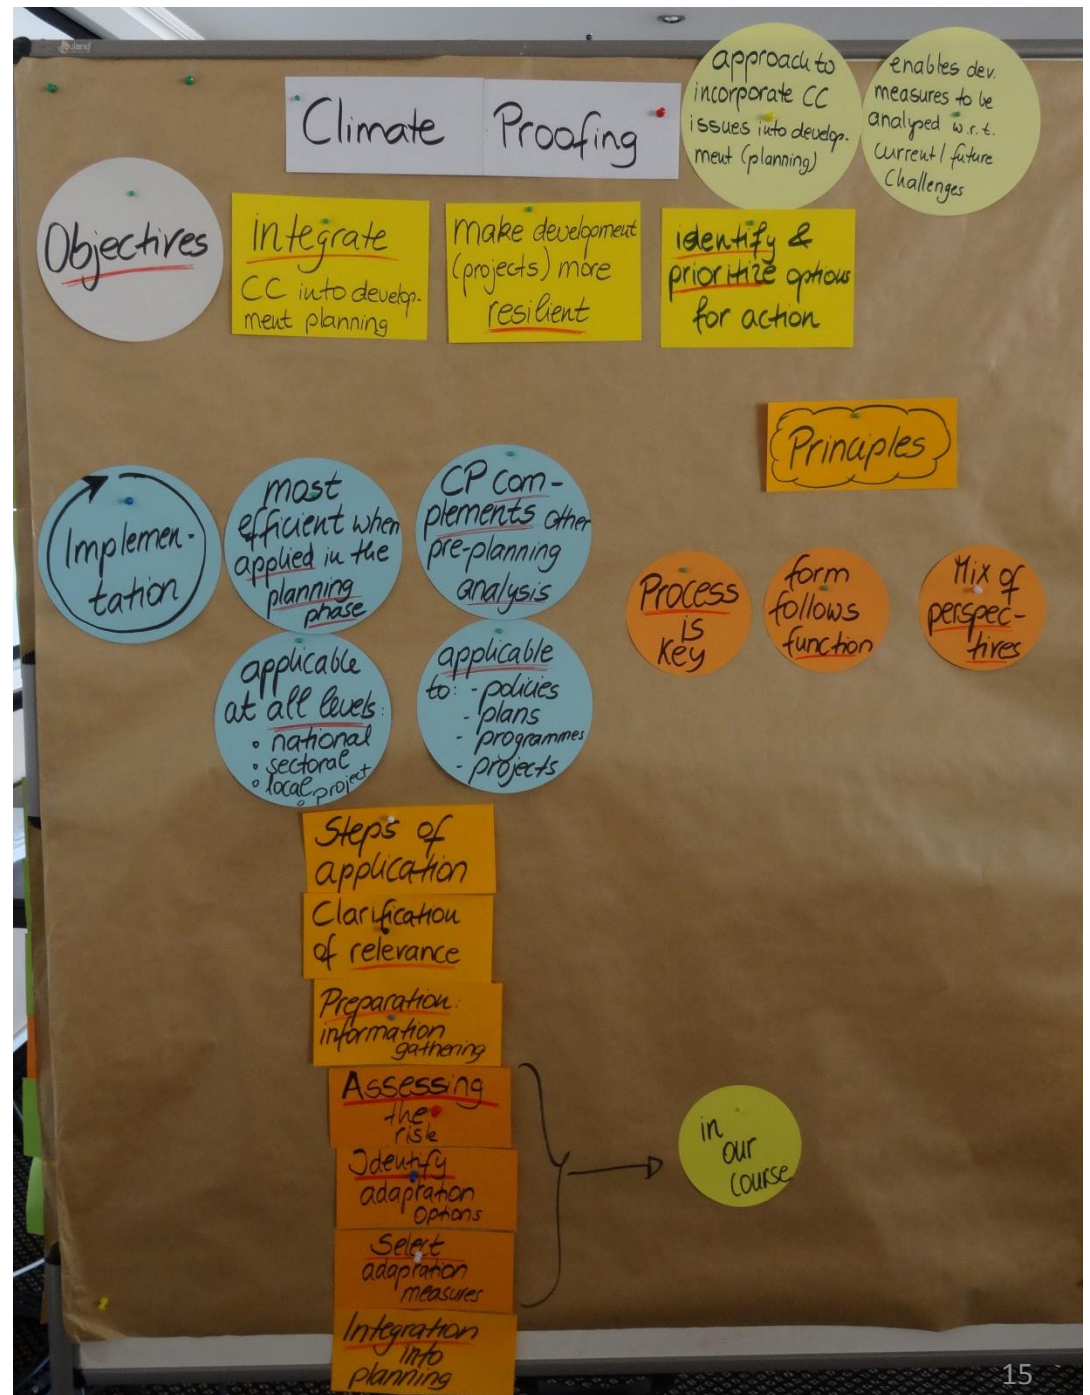 Climate Proofing
approach to
incorporate CC
issues into develop-
ment (planning)
enables dev.
measures to be
analysed w.r.t.
current/future
Challenges
Objectives
integrate
CC into develop-
ment planning
make development
(projects) more
resilient
identify &
prioritize options
for action
Principles
Implemen-
tation
most
efficient when
applied in the
planning
phase
CP com-
plements other
pre-planning
analysis
applicable
at all levels:
• national
• sectoral
• local
• project
applicable
to: - policies
- plans
- programmes
- projects
Process
is
key
form
follows
function
Mix of
perspec-
tives
Steps of
application
Clarification
of relevance
Preparation:
information
gathering
Assessing
the
risk
Identify
adaptation
options
Select
adaptation
measures
Integration
into
planning
in
our
course
15